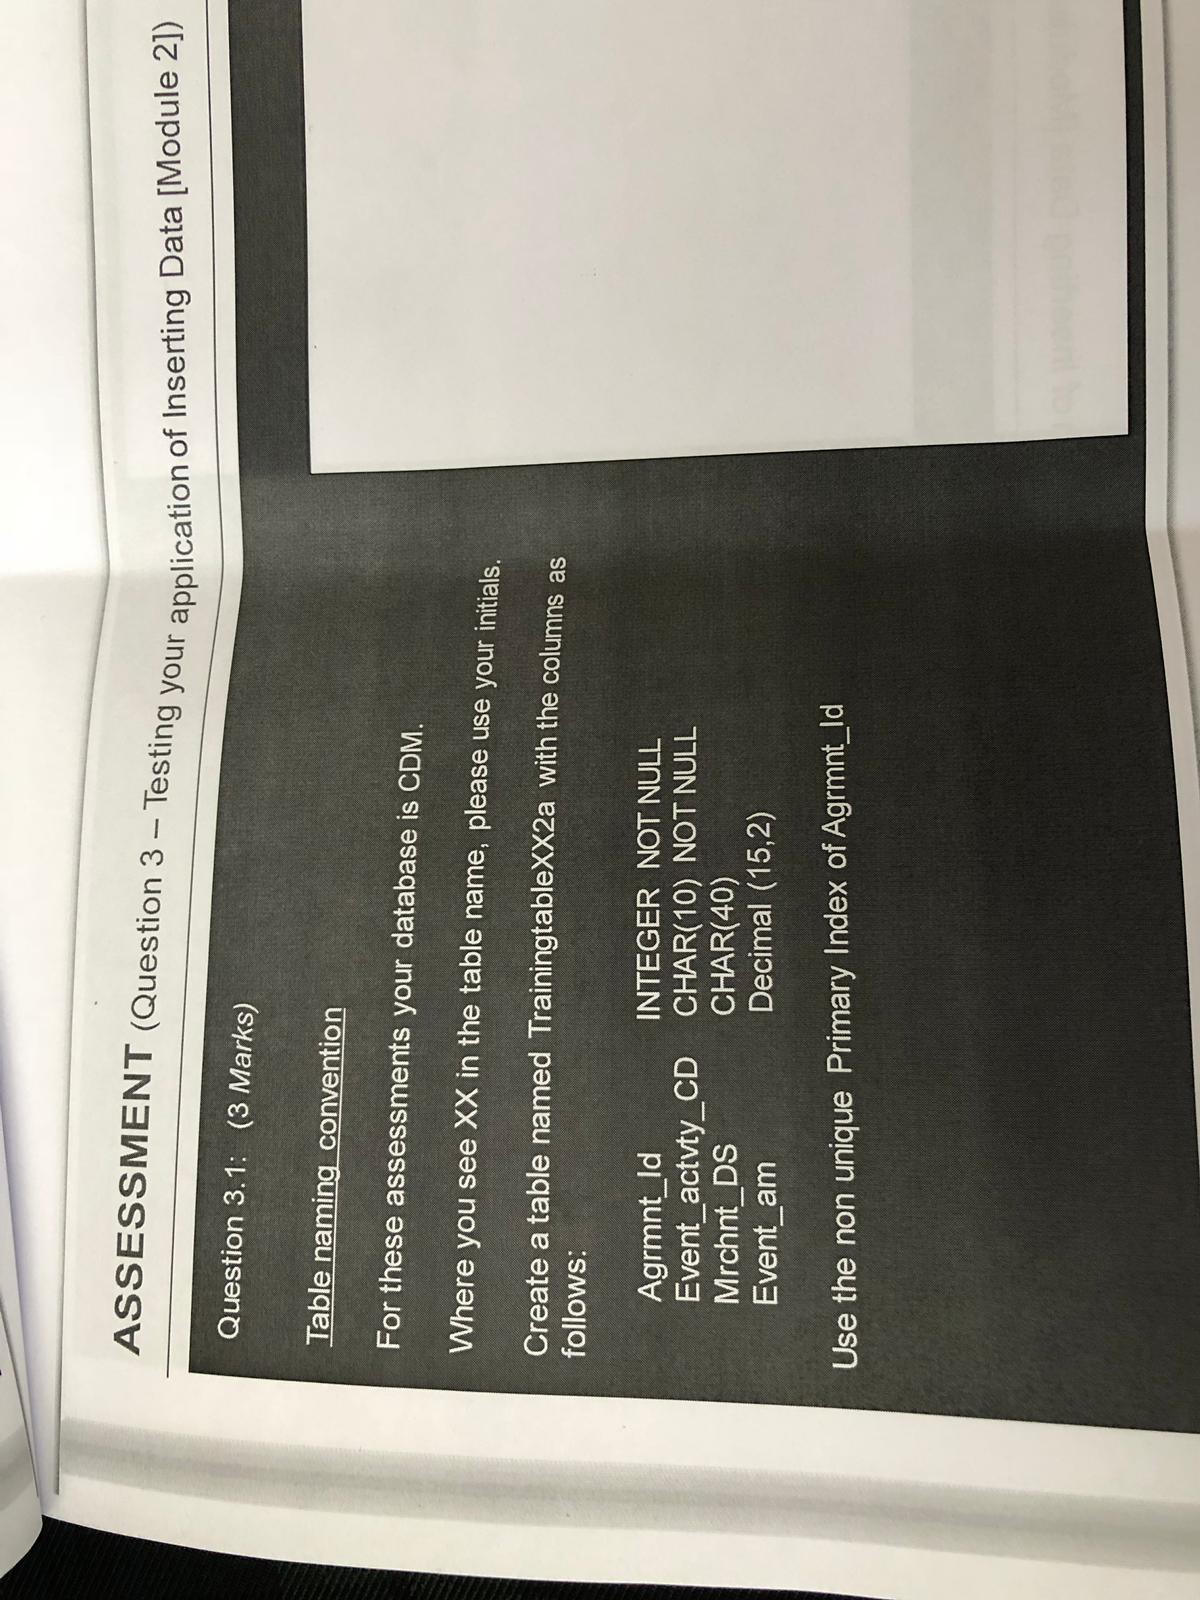 ASSESSMENT (Question 3 – Testing your application of Inserting Data [Module 2])
Question 3.1: (3 Marks)
Table naming convention
For these assessments your database is CDM.
Where you see XX in the table name, please use your initials.
Create a table named TrainingtableXX2a with the columns as
follows:
Agrmnt_Id INTEGER NOT NULL
Event_actvty_CD CHAR(10) NOT NULL
Mrchnt_DS CHAR(40)
Event_am Decimal (15,2)
Use the non unique Primary Index of Agrmnt_Id